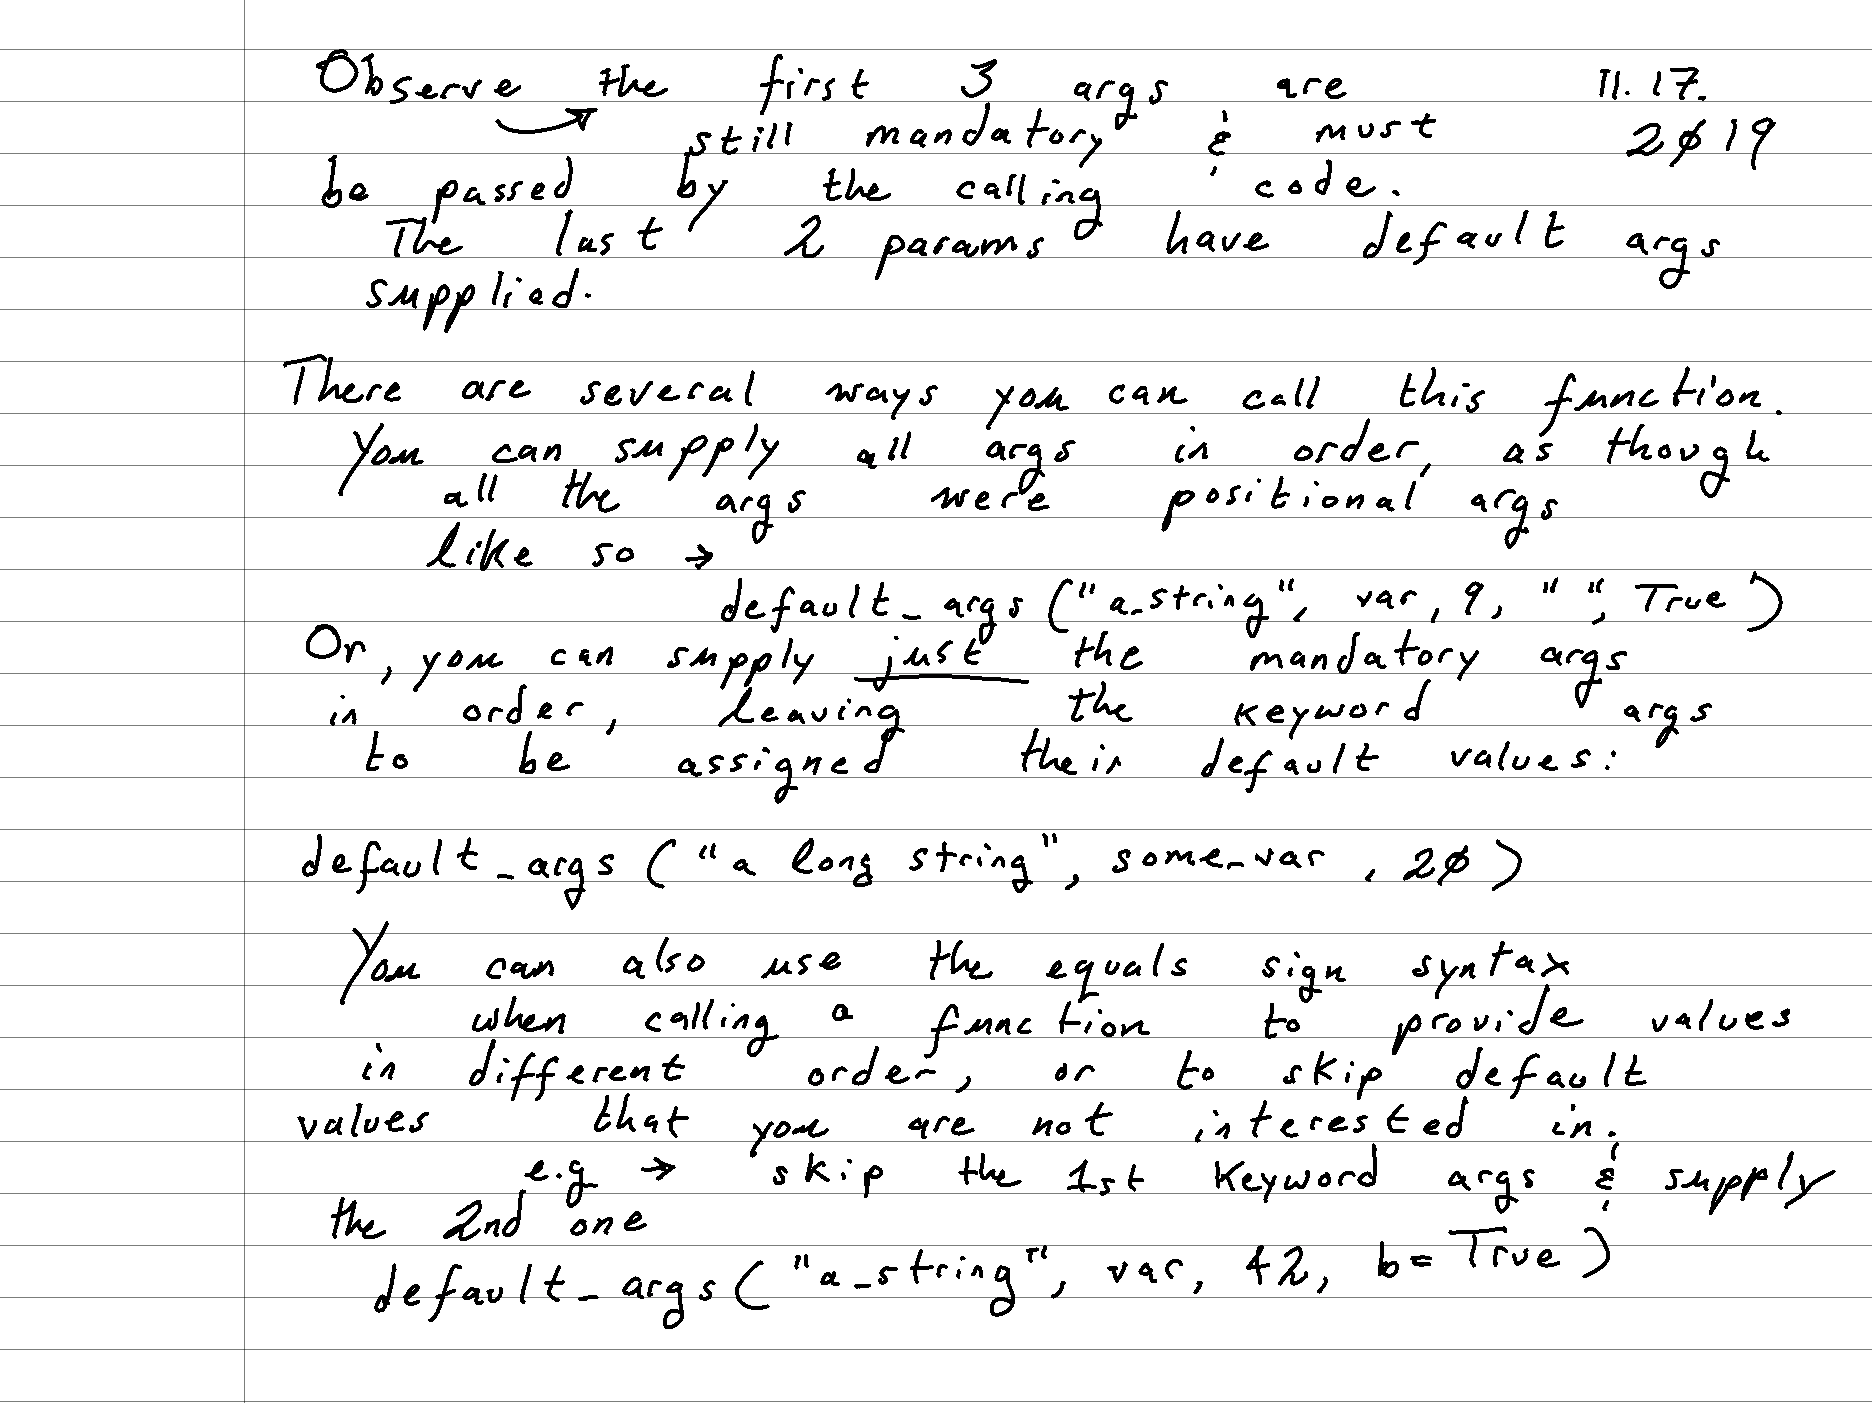 Observe the first 3 args are 11.17.
still mandatory & must 2019
be passed by the calling code.
The last 2 params have default args
supplied.
There are several ways you can call this function.
You can supply all args in order, as though
all the args were positional args
like so →
default_args ("a_string", var, 9, " ", True)
Or, you can supply just the mandatory args
in order, leaving the keyword args
to be assigned their default values:
default_args ("a long string", some_var, 20)
You can also use the equals sign syntax
when calling a function to provide values
in different order, or to skip default
values that you are not interested in.
e.g → skip the 1st keyword args & supply
the 2nd one
default_args ("a_string", var, 42, b= True)